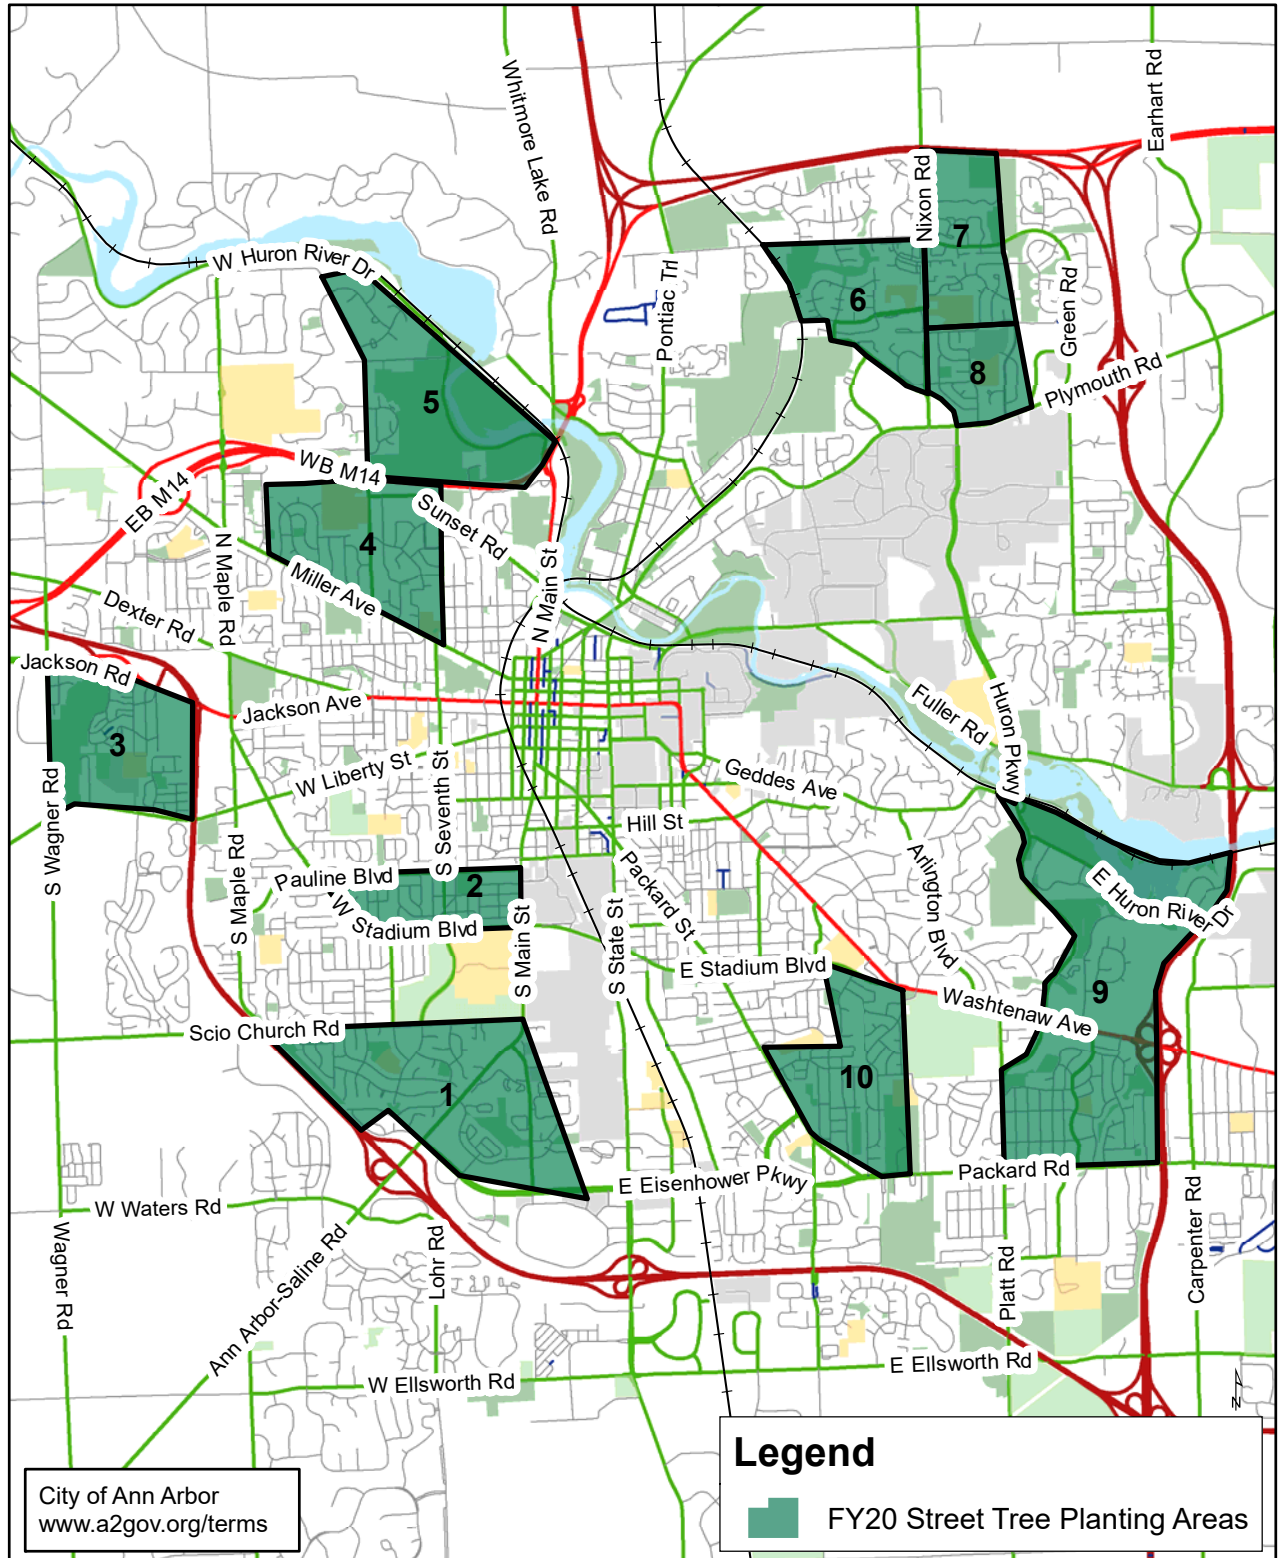 Whitmore Lake Rd
Earhart Rd
Nixon Rd
7
W Huron River Dr
Pontiac Trl
6
Green Rd
8
Plymouth Rd
5
WB M14
EB M14
Sunset Rd
4
N Maple Rd
Miller Ave
N Main St
Dexter Rd
Jackson Rd
Jackson Ave
3
Fuller Rd
Huron Pkwy
W Liberty St
S Seventh St
Geddes Ave
S Wagner Rd
Hill St
S Maple Rd
Pauline Blvd
2
Packard St
Arlington Blvd
E Huron River Dr
W Stadium Blvd
S Main St
S State St
E Stadium Blvd
9
Washtenaw Ave
Scio Church Rd
10
1
Packard Rd
E Eisenhower Pkwy
W Waters Rd
Wagner Rd
Ann Arbor-Saline Rd
Lohr Rd
Platt Rd
Carpenter Rd
E Ellsworth Rd
W Ellsworth Rd
N
Legend
FY20 Street Tree Planting Areas
City of Ann Arbor
www.a2gov.org/terms